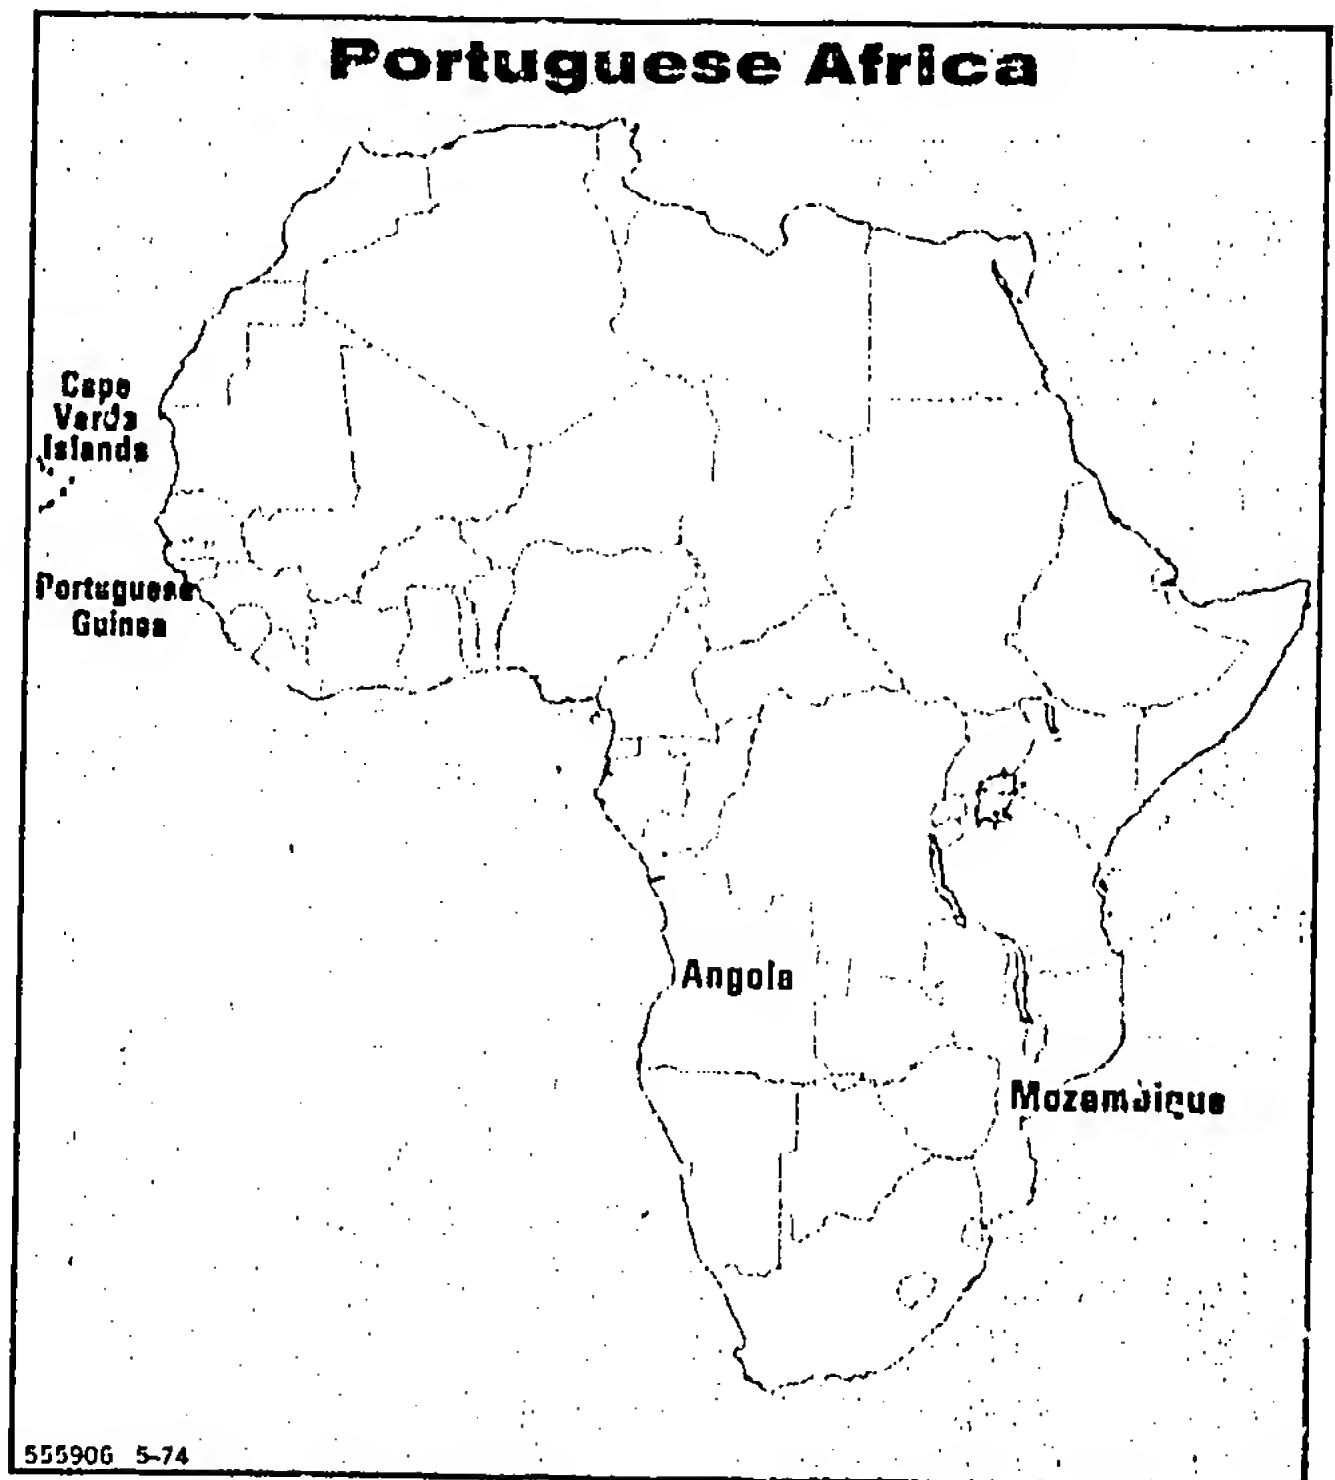 Portuguese Africa
Cape
Verde
Islands
Portuguese
Guinea
Angola
Mozambique
555906 5-74